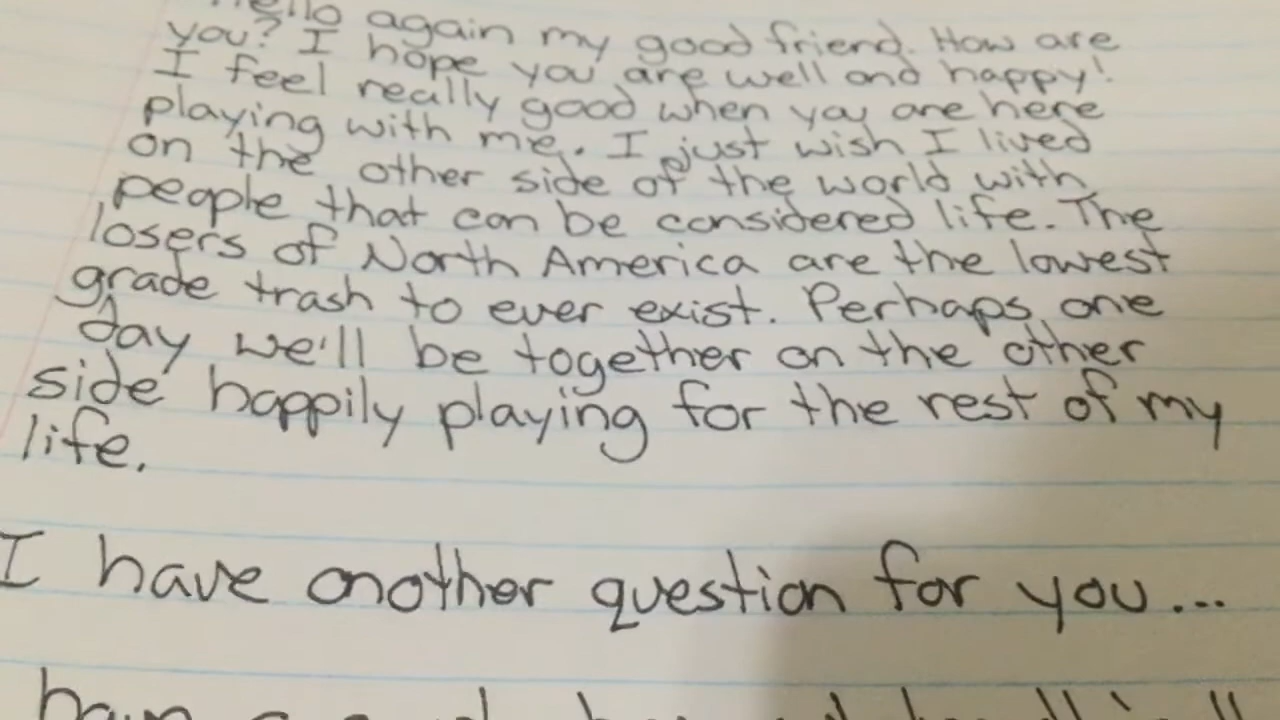 Hello again my good friend. How are
you? I hope you are well and happy!
I feel really good when you are here
playing with me. I just wish I lived
on the other side of the world with
people that can be considered life. The
losers of North America are the lowest
grade trash to ever exist. Perhaps one
day we'll be together on the other
side happily playing for the rest of my
life.
I have another question for you...